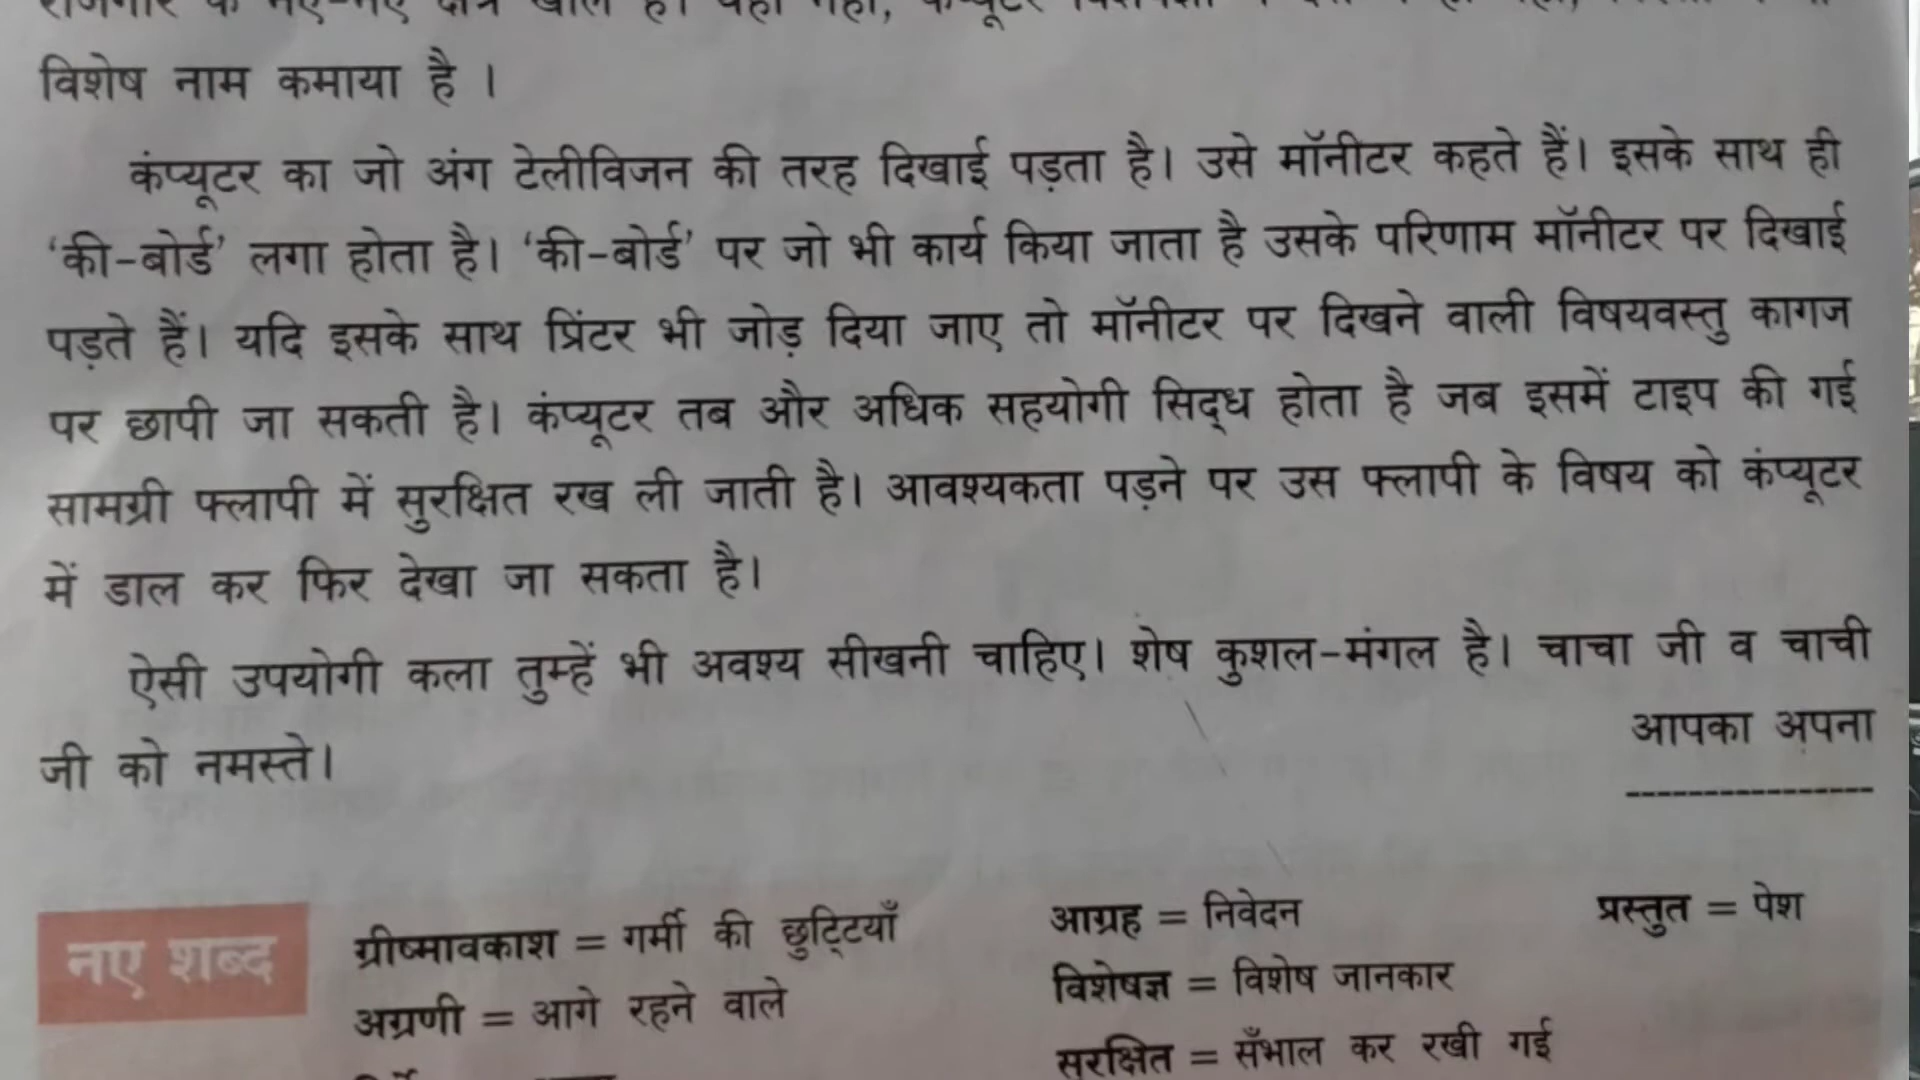 विशेष नाम कमाया है ।
कंप्यूटर का जो अंग टेलीविजन की तरह दिखाई पड़ता है। उसे मॉनीटर कहते हैं। इसके साथ ही
‘की-बोर्ड’ लगा होता है। ‘की-बोर्ड’ पर जो भी कार्य किया जाता है उसके परिणाम मॉनीटर पर दिखाई
पड़ते हैं। यदि इसके साथ प्रिंटर भी जोड़ दिया जाए तो मॉनीटर पर दिखने वाली विषयवस्तु कागज
पर छापी जा सकती है। कंप्यूटर तब और अधिक सहयोगी सिद्ध होता है जब इसमें टाइप की गई
सामग्री फ्लापी में सुरक्षित रख ली जाती है। आवश्यकता पड़ने पर उस फ्लापी के विषय को कंप्यूटर
में डाल कर फिर देखा जा सकता है।
ऐसी उपयोगी कला तुम्हें भी अवश्य सीखनी चाहिए। शेष कुशल-मंगल है। चाचा जी व चाची
जी को नमस्ते।
आपका अपना
----------------
नए शब्द
ग्रीष्मावकाश = गर्मी की छुट्टियाँ
आग्रह = निवेदन
प्रस्तुत = पेश
अग्रणी = आगे रहने वाले
विशेषज्ञ = विशेष जानकार
सुरक्षित = सँभाल कर रखी गई